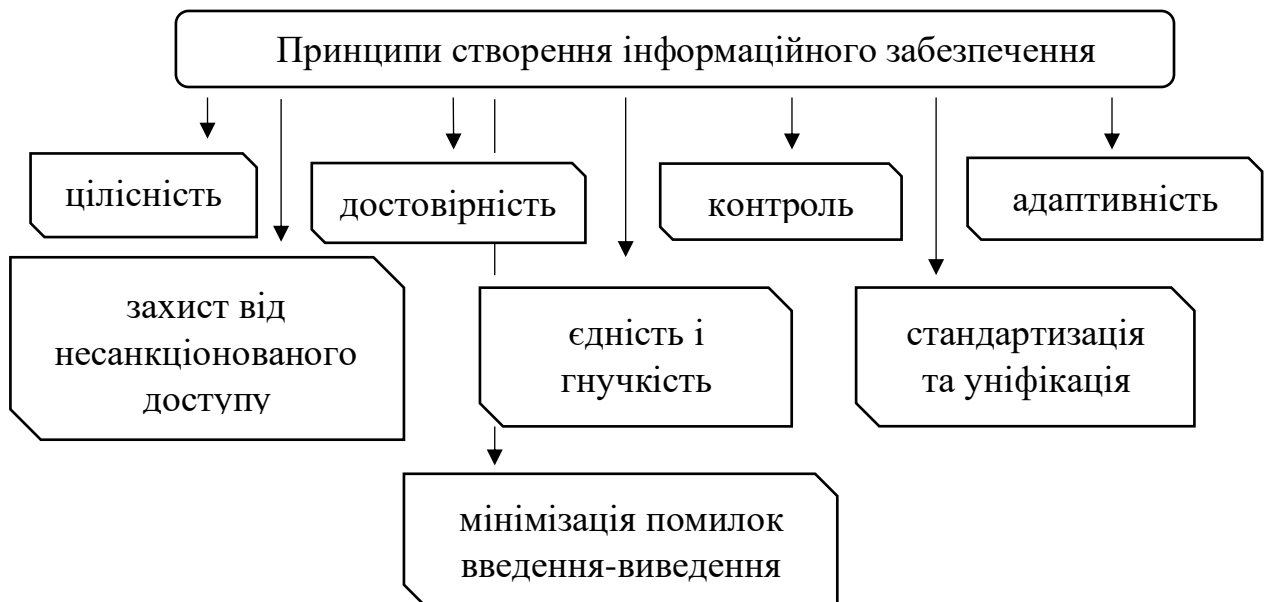 Принципи створення інформаційного забезпечення
цілісність
достовірність
контроль
адаптивність
захист від
несанкціонованого
доступу
єдність і
гнучкість
стандартизація
та уніфікація
мінімізація помилок
введення-виведення